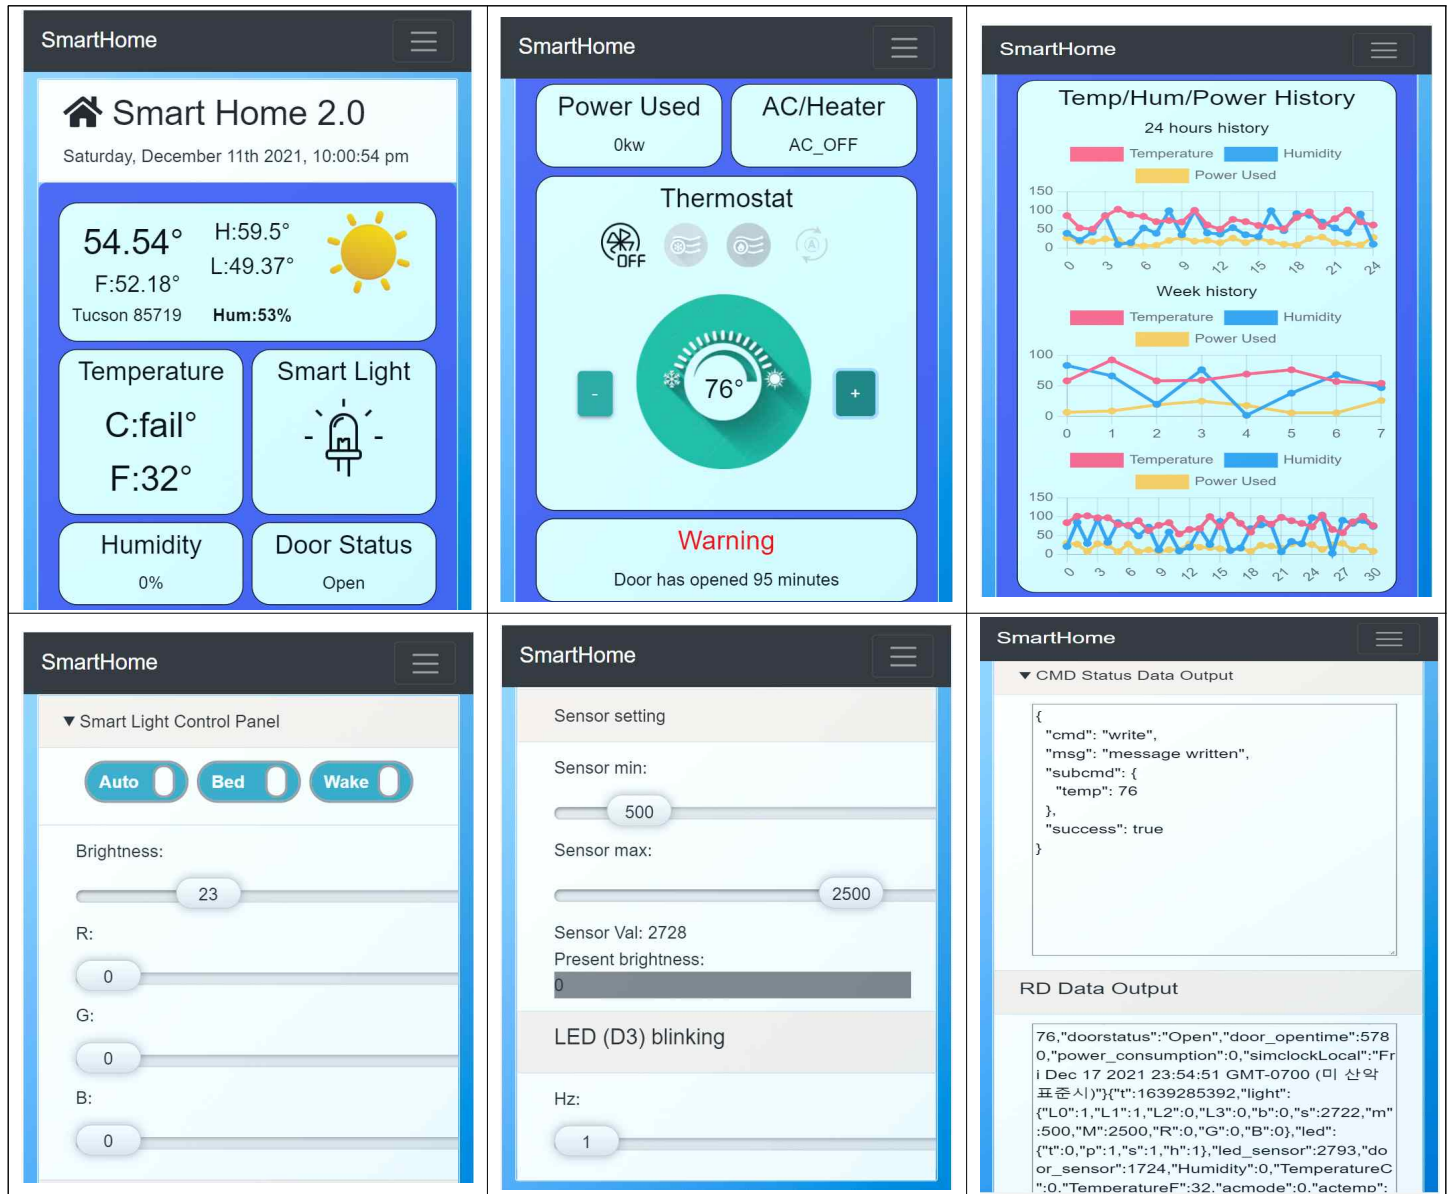 SmartHome
Smart Home 2.0
Saturday, December 11th 2021, 10:00:54 pm
54.54°
H:59.5°
F:52.18°
L:49.37°
Tucson 85719
Hum:53%
Temperature
C:fail°
F:32°
Smart Light
Humidity
0%
Door Status
Open
SmartHome
Power Used
0kw
AC/Heater
AC_OFF
Thermostat
OFF
A
76°
-
+
Warning
Door has opened 95 minutes
SmartHome
Temp/Hum/Power History
24 hours history
Temperature Humidity
Power Used
150
100
50
0
0 3 6 9 12 15 18 21 24
Week history
Temperature Humidity
Power Used
100
50
0
0 1 2 3 4 5 6 7
Temperature Humidity
Power Used
150
100
50
0
0 3 6 9 12 15 18 21 24 27 30
SmartHome
▼ Smart Light Control Panel
Auto Bed Wake
Brightness:
23
R:
0
G:
0
B:
0
SmartHome
Sensor setting
Sensor min:
500
Sensor max:
2500
Sensor Val: 2728
Present brightness:
0
LED (D3) blinking
Hz:
1
SmartHome
▼ CMD Status Data Output
{
"cmd": "write",
"msg": "message written",
"subcmd": {
"temp": 76
},
"success": true
}
RD Data Output
76,"doorstatus":"Open","door_opentime":578
0,"power_consumption":0,"simclockLocal":"Fr
i Dec 17 2021 23:54:51 GMT-0700 (미 산악
표준시)"}{"t":1639285392,"light":
{"L0":1,"L1":1,"L2":0,"L3":0,"b":0,"s":2722,"m"
:500,"M":2500,"R":0,"G":0,"B":0},"led":
{"t":0,"p":1,"s":1,"h":1},"led_sensor":2793,"do
or_sensor":1724,"Humidity":0,"TemperatureC
":0,"TemperatureF":32,"acmode":0,"actemp":